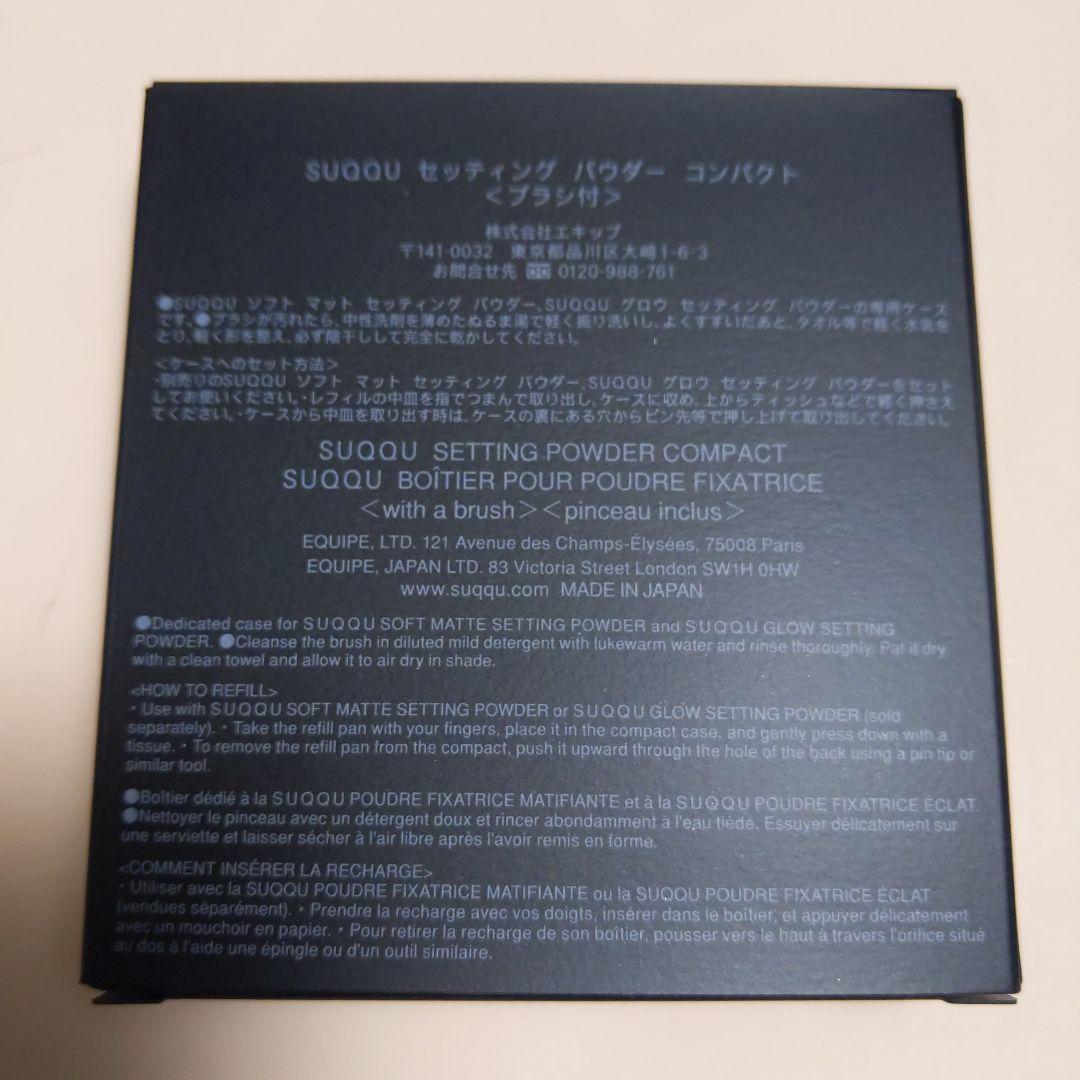 SUQQU セッティング パウダー コンパクト
＜ブラシ付＞
株式会社エキップ
〒141-0032 東京都品川区大崎1-6-3
お問合せ先 0120-988-761
●SUQQU ソフト マット セッティング パウダー、SUQQU グロウ セッティング パウダーの専用ケース
です。●ブラシが汚れたら、中性洗剤を薄めたぬるま湯で軽く振り洗いし、よくすすいだあと、タオル等で軽く水気を
とり、軽く形を整え、必ず陰干しして完全に乾かしてください。
＜ケースへのセット方法＞
・別売りのSUQQU ソフト マット セッティング パウダー、SUQQU グロウ セッティング パウダーをセット
してお使いください。・レフィルの中皿を指でつまんで取り出し、ケースに収め、上からティッシュなどで軽く押さえ
てください。・ケースから中皿を取り出す時は、ケースの裏にある穴からピン先等で押し上げて取り出してください。
SUQQU SETTING POWDER COMPACT
SUQQU BOÎTIER POUR POUDRE FIXATRICE
＜with a brush＞＜pinceau inclus＞
EQUIPE, LTD. 121 Avenue des Champs-Élysées, 75008 Paris
EQUIPE, JAPAN LTD. 83 Victoria Street London SW1H 0HW
www.suqqu.com MADE IN JAPAN
●Dedicated case for SUQQU SOFT MATTE SETTING POWDER and SUQQU GLOW SETTING
POWDER. ●Cleanse the brush in diluted mild detergent with lukewarm water and rinse thoroughly. Pat it dry
with a clean towel and allow it to air dry in shade.
<HOW TO REFILL>
・Use with SUQQU SOFT MATTE SETTING POWDER or SUQQU GLOW SETTING POWDER (sold
separately).・Take the refill pan with your fingers, place it in the compact case, and gently press down with a
tissue.・To remove the refill pan from the compact, push it upward through the hole of the back using a pin tip or
similar tool.
●Boîtier dédié à la SUQQU POUDRE FIXATRICE MATIFIANTE et à la SUQQU POUDRE FIXATRICE ÉCLAT.
●Nettoyer le pinceau avec un détergent doux et rincer abondamment à l'eau tiède. Essuyer délicatement sur
une serviette et laisser sécher à l'air libre après l'avoir remis en forme.
<COMMENT INSÉRER LA RECHARGE>
・Utiliser avec la SUQQU POUDRE FIXATRICE MATIFIANTE ou la SUQQU POUDRE FIXATRICE ÉCLAT
(vendues séparément).・Prendre la recharge avec vos doigts, insérer dans le boîtier, et appuyer délicatement
avec un mouchoir en papier.・Pour retirer la recharge de son boîtier, pousser vers le haut à travers l'orifice situé
au dos à l'aide une épingle ou d'un outil similaire.